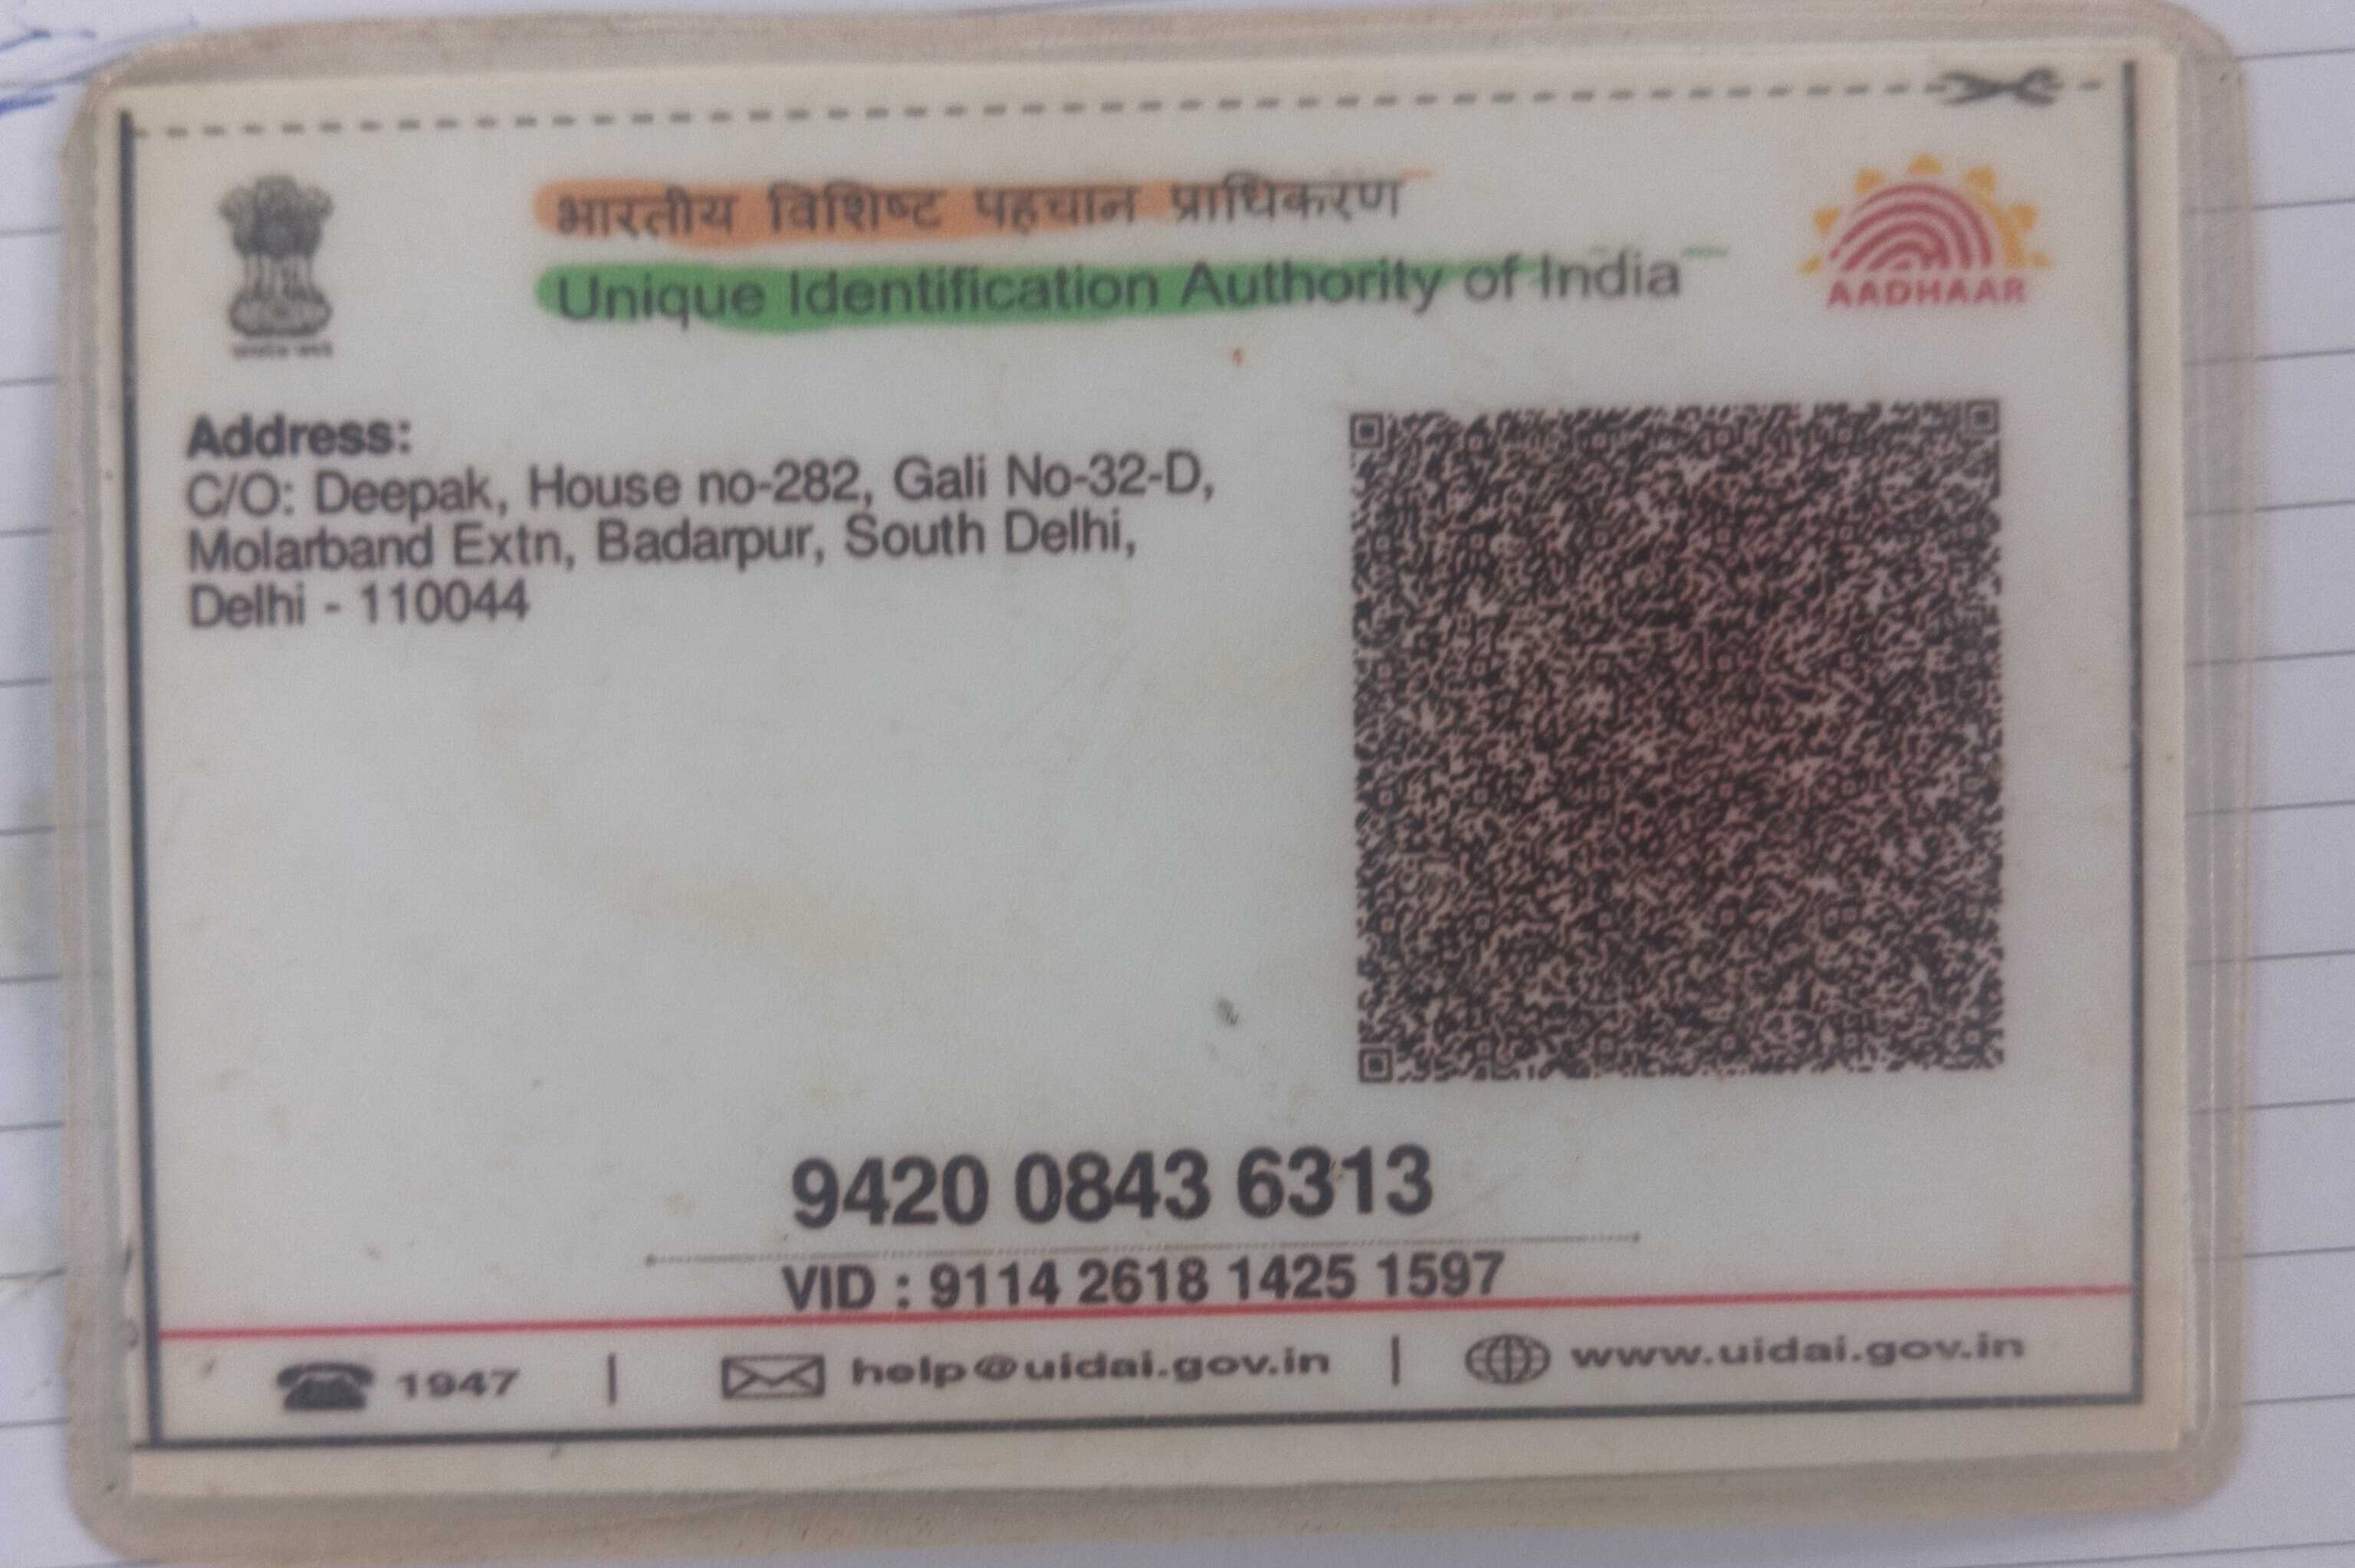 भारतीय विशिष्ट पहचान प्राधिकरण
Unique Identification Authority of India
AADHAAR
Address:
C/O: Deepak, House no-282, Gali No-32-D,
Molarband Extn, Badarpur, South Delhi,
Delhi - 110044
9420 0843 6313
VID : 9114 2618 1425 1597
1947 | help@uidai.gov.in | www.uidai.gov.in